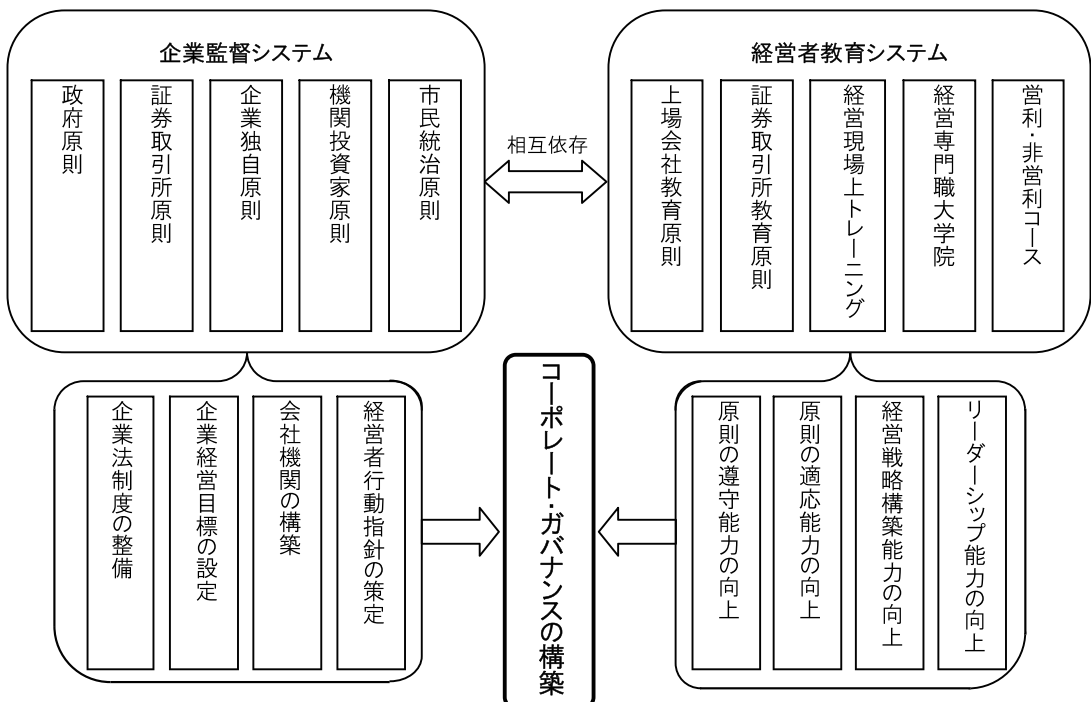 企業監督システム
政府原則
証券取引所原則
企業独自原則
機関投資家原則
市民統治原則
相互依存
経営者教育システム
上場会社教育原則
証券取引所教育原則
経営現場上トレーニング
経営専門職大学院
営利・非営利コース
企業法制度の整備
企業経営目標の設定
会社機関の構築
経営者行動指針の策定
コーポレート・ガバナンスの構築
原則の遵守能力の向上
原則の適応能力の向上
経営戦略構築能力の向上
リーダーシップ能力の向上